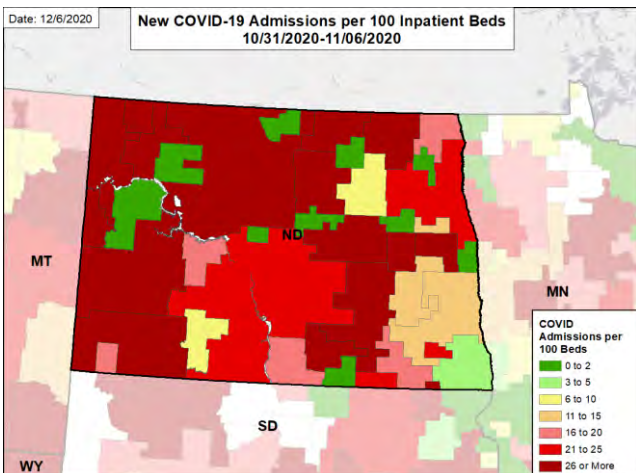 Date: 12/6/2020
New COVID-19 Admissions per 100 Inpatient Beds
10/31/2020-11/06/2020
ND
MT
MN
SD
WY
COVID
Admissions per
100 Beds
0 to 2
3 to 5
6 to 10
11 to 15
16 to 20
21 to 25
26 or More